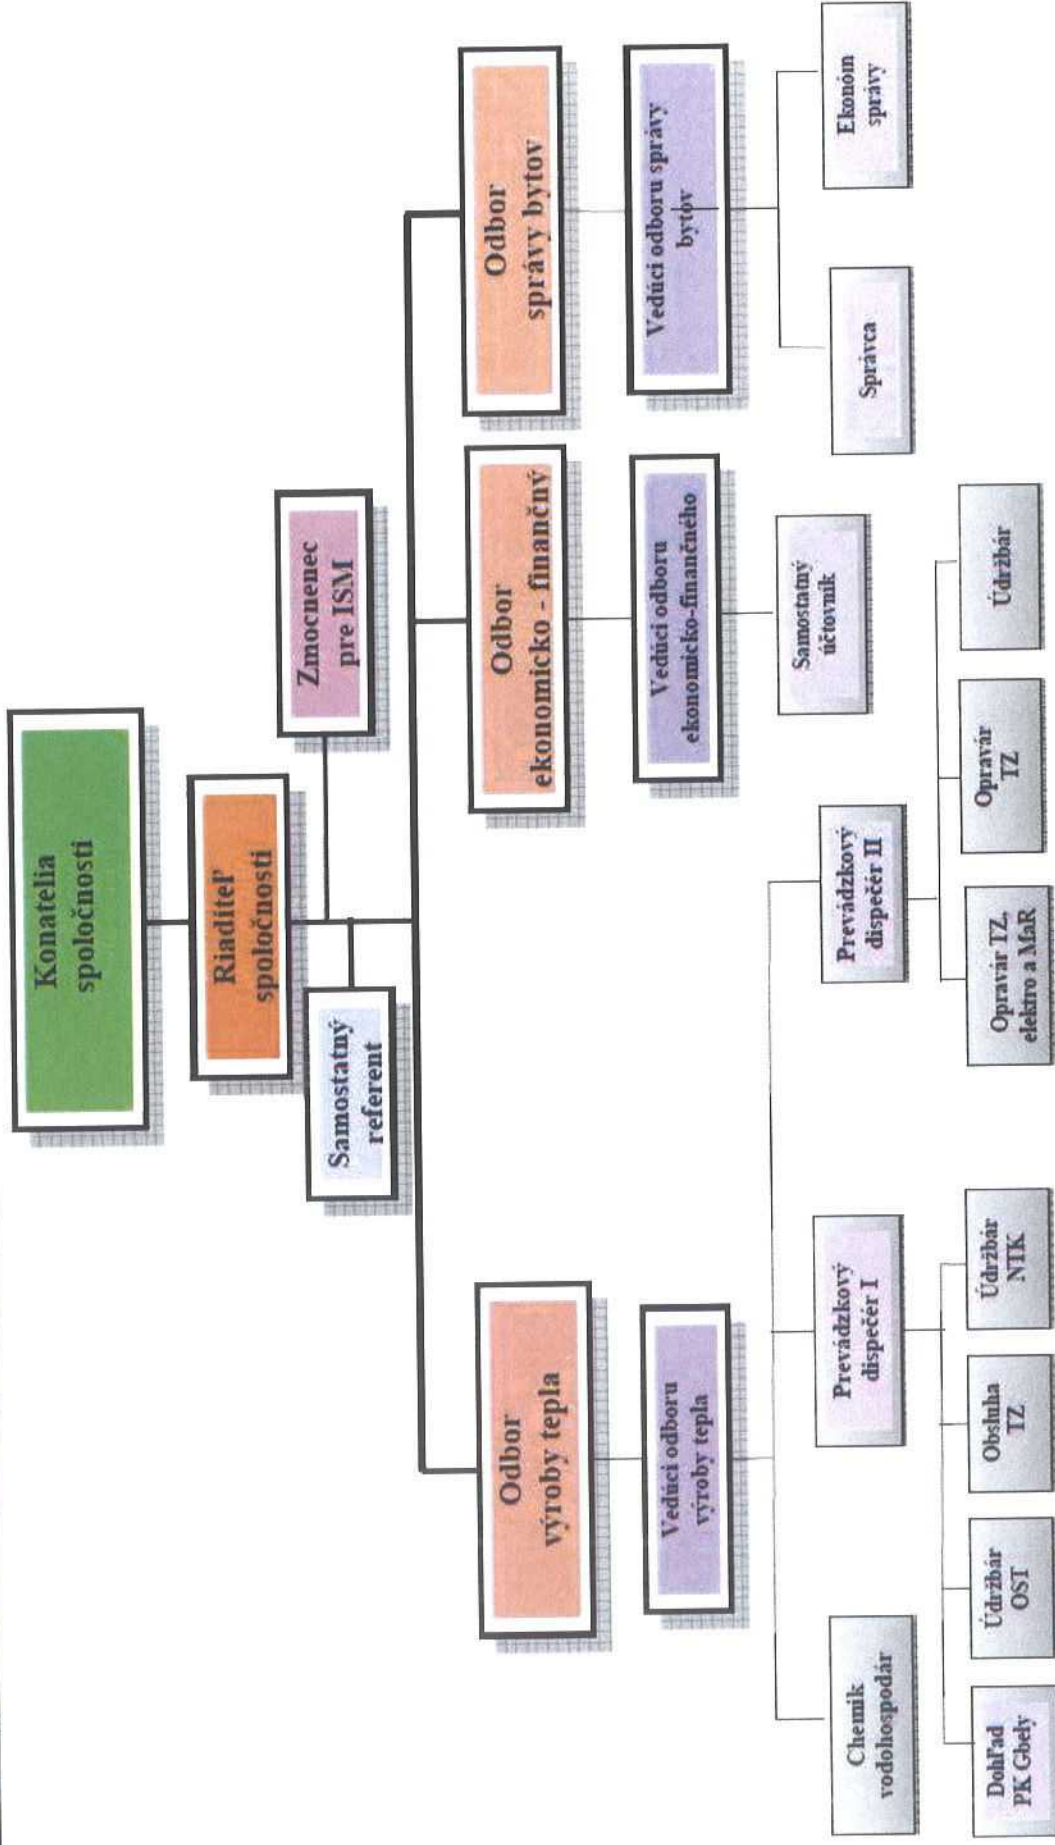 Konatelia
spoločnosti
Riaditeľ
spoločnosti
Zmocnenec
pre ISM
Samostatný
referent
Odbor
výroby tepla
Odbor
ekonomicko - finančný
Odbor
správy bytov
Vedúci odboru
výroby tepla
Vedúci odboru
ekonomicko-finančného
Vedúci odboru správy
bytov
Chemik
vodohospodár
Prevádzkový
dispečér I
Prevádzkový
dispečér II
Samostatný
účtovník
Správca
Ekonóm
správy
Dohľad
PK Gbely
Údržbár
OST
Obsluha
TZ
Údržbár
NTK
Opravár TZ,
elektro a MaR
Opravár
TZ
Údržbár